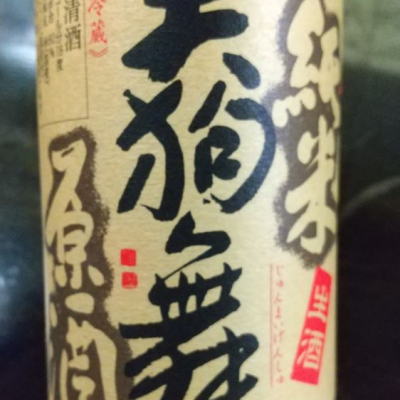 純米
生酒
じゅんまいげんしゅ
天狗舞
原酒
冷蔵》
清酒